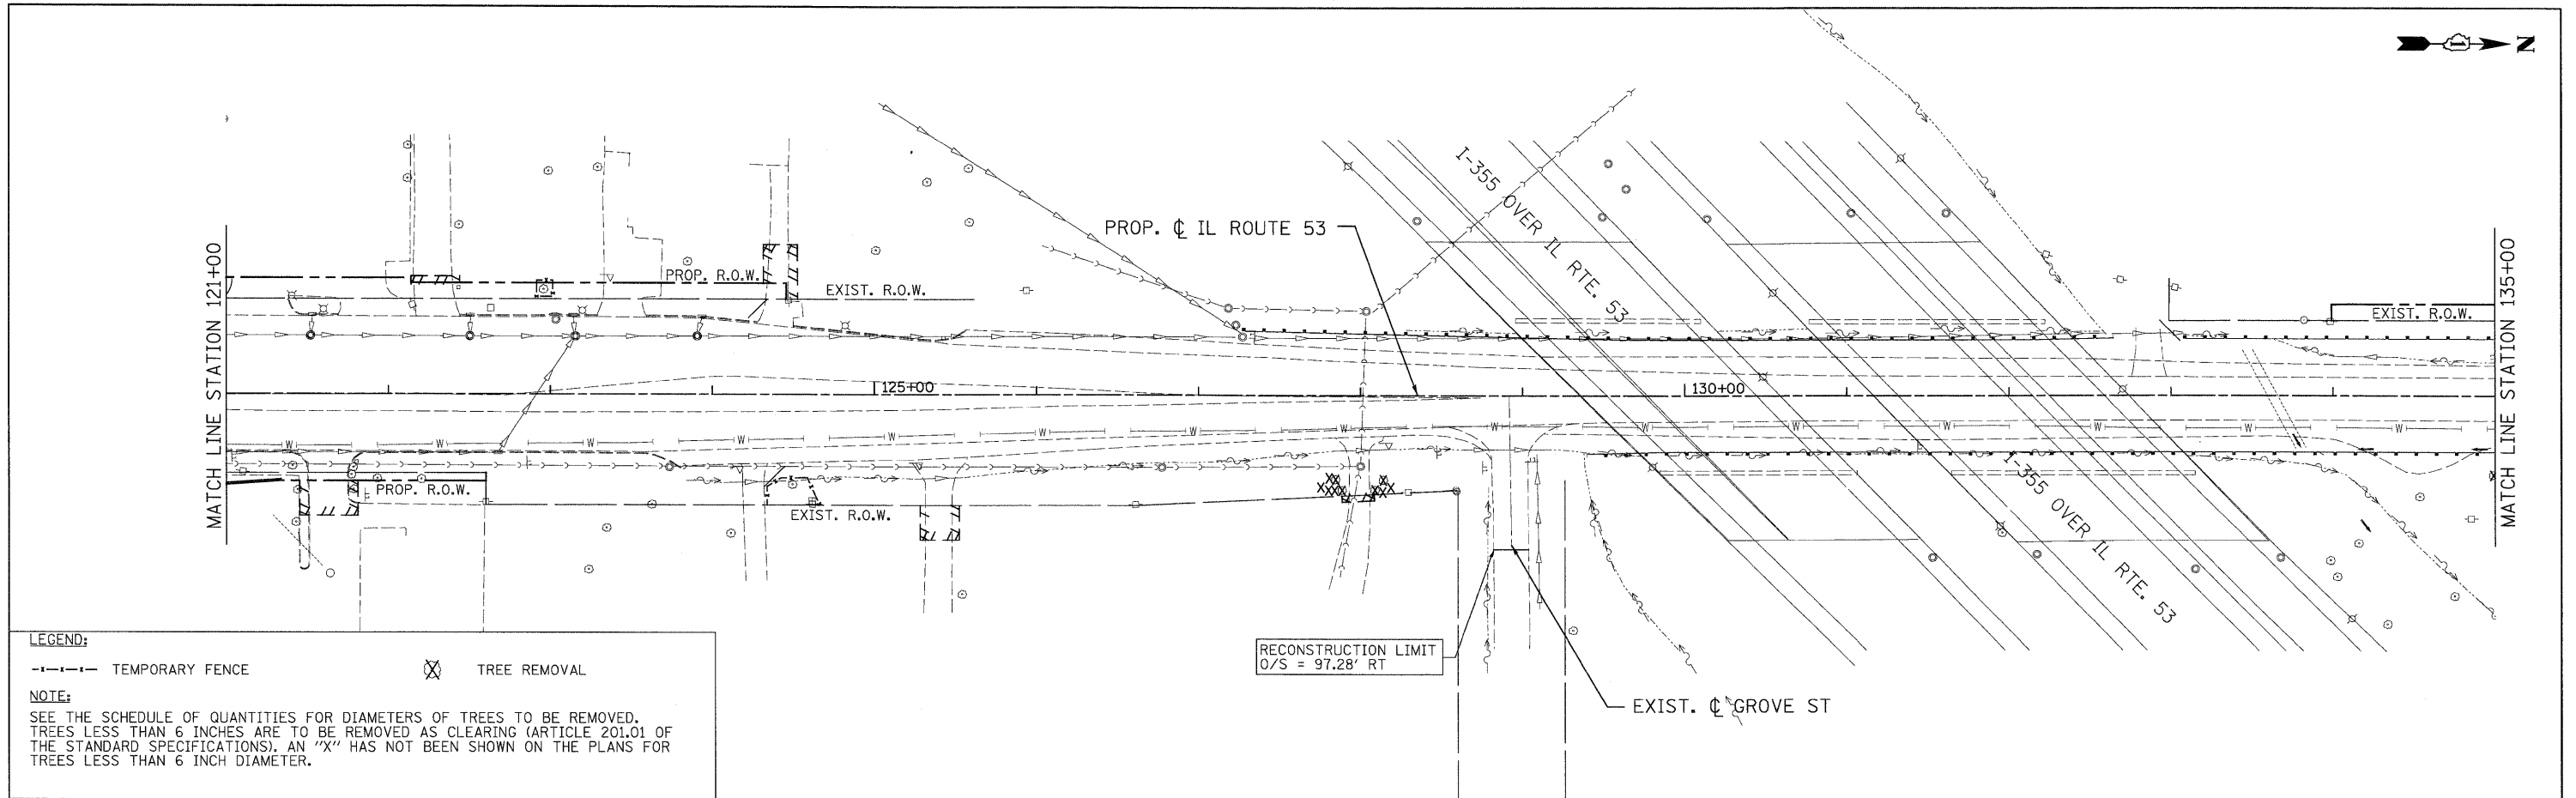 N
PROP. ℄ IL ROUTE 53
I-355 OVER IL RTE. 53
MATCH LINE STATION 121+00
PROP. R.O.W.
EXIST. R.O.W.
EXIST. R.O.W.
MATCH LINE STATION 135+00
125+00
130+00
W W W W W W W W W W W W W W W
PROP. R.O.W.
EXIST. R.O.W.
I-355 OVER IL RTE. 53
RECONSTRUCTION LIMIT
O/S = 97.28' RT
EXIST. ℄ GROVE ST
LEGEND:
TEMPORARY FENCE
TREE REMOVAL
NOTE:
SEE THE SCHEDULE OF QUANTITIES FOR DIAMETERS OF TREES TO BE REMOVED.
TREES LESS THAN 6 INCHES ARE TO BE REMOVED AS CLEARING (ARTICLE 201.01 OF
THE STANDARD SPECIFICATIONS). AN "X" HAS NOT BEEN SHOWN ON THE PLANS FOR
TREES LESS THAN 6 INCH DIAMETER.